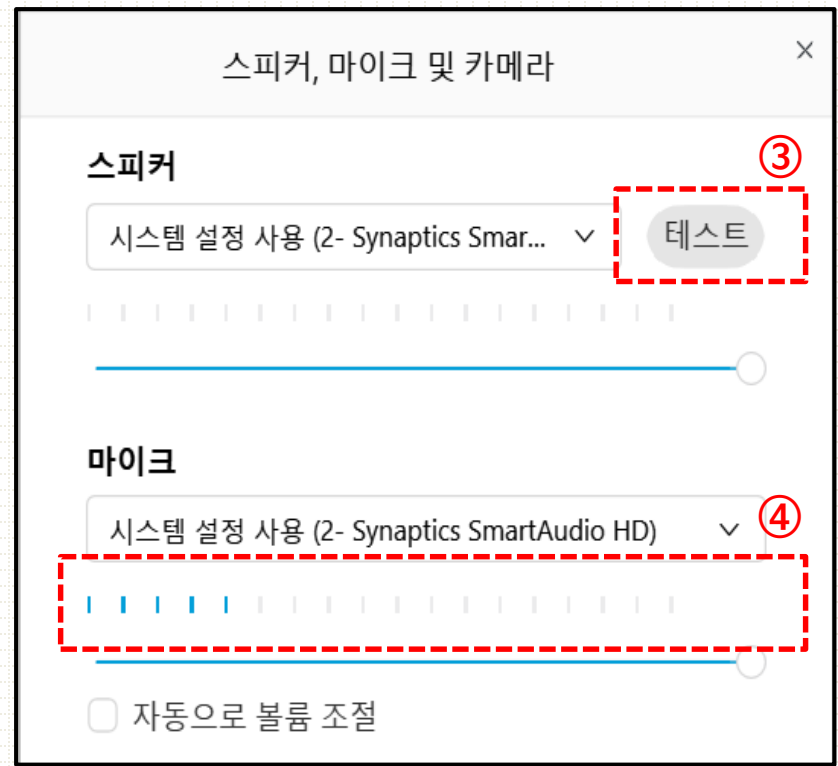 스피커, 마이크 및 카메라
×
스피커
③
시스템 설정 사용 (2- Synaptics Smar...
테스트
마이크
시스템 설정 사용 (2- Synaptics SmartAudio HD)
④
자동으로 볼륨 조절